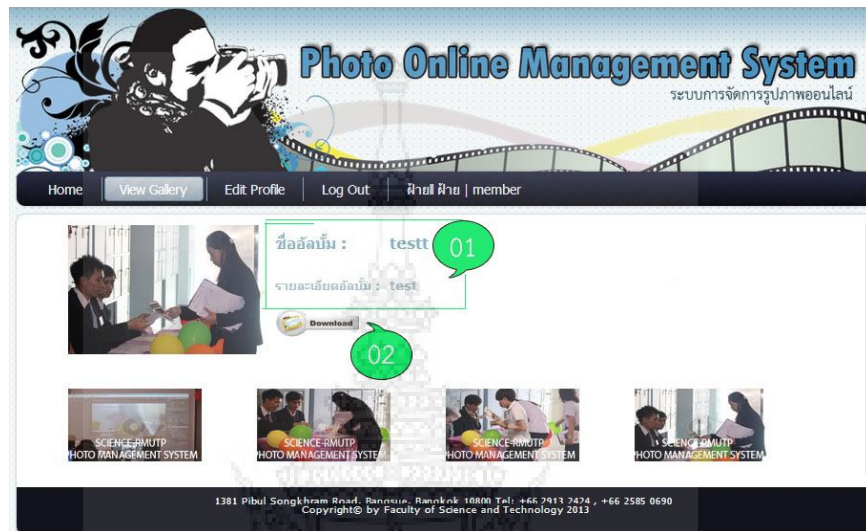 Photo Online Management System
ระบบการจัดการรูปภาพออนไลน์
Home View Gallery Edit Profile Log Out ฝ้าย || ฝ้าย | member
ชื่ออัลบั้ม : testt
01
รายละเอียดอัลบั้ม : test
Download
02
SCIENCE-RMUTP
PHOTO MANAGEMENT SYSTEM
SCIENCE-RMUTP
PHOTO MANAGEMENT SYSTEM
SCIENCE-RMUTP
PHOTO MANAGEMENT SYSTEM
SCIENCE-RMUTP
PHOTO MANAGEMENT SYSTEM
1381 Pibul Songkhram Road, Bangsue, Bangkok 10800 Tel: +66 2913 2424 , +66 2585 0690
Copyright© by Faculty of Science and Technology 2013